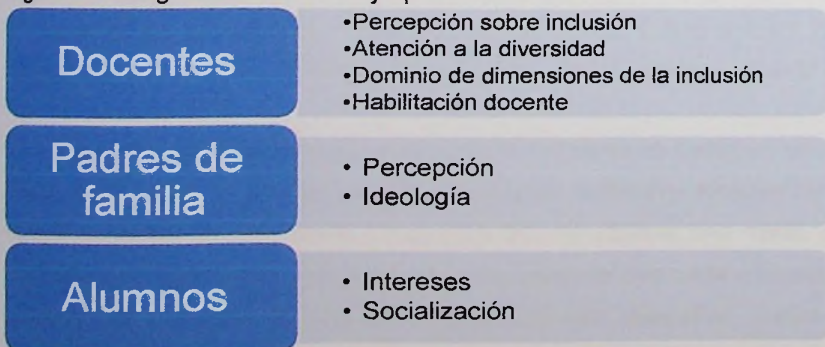 Docentes
•Percepción sobre inclusión
•Atención a la diversidad
•Dominio de dimensiones de la inclusión
•Habilitación docente
Padres de
familia
• Percepción
• Ideología
Alumnos
• Intereses
• Socialización